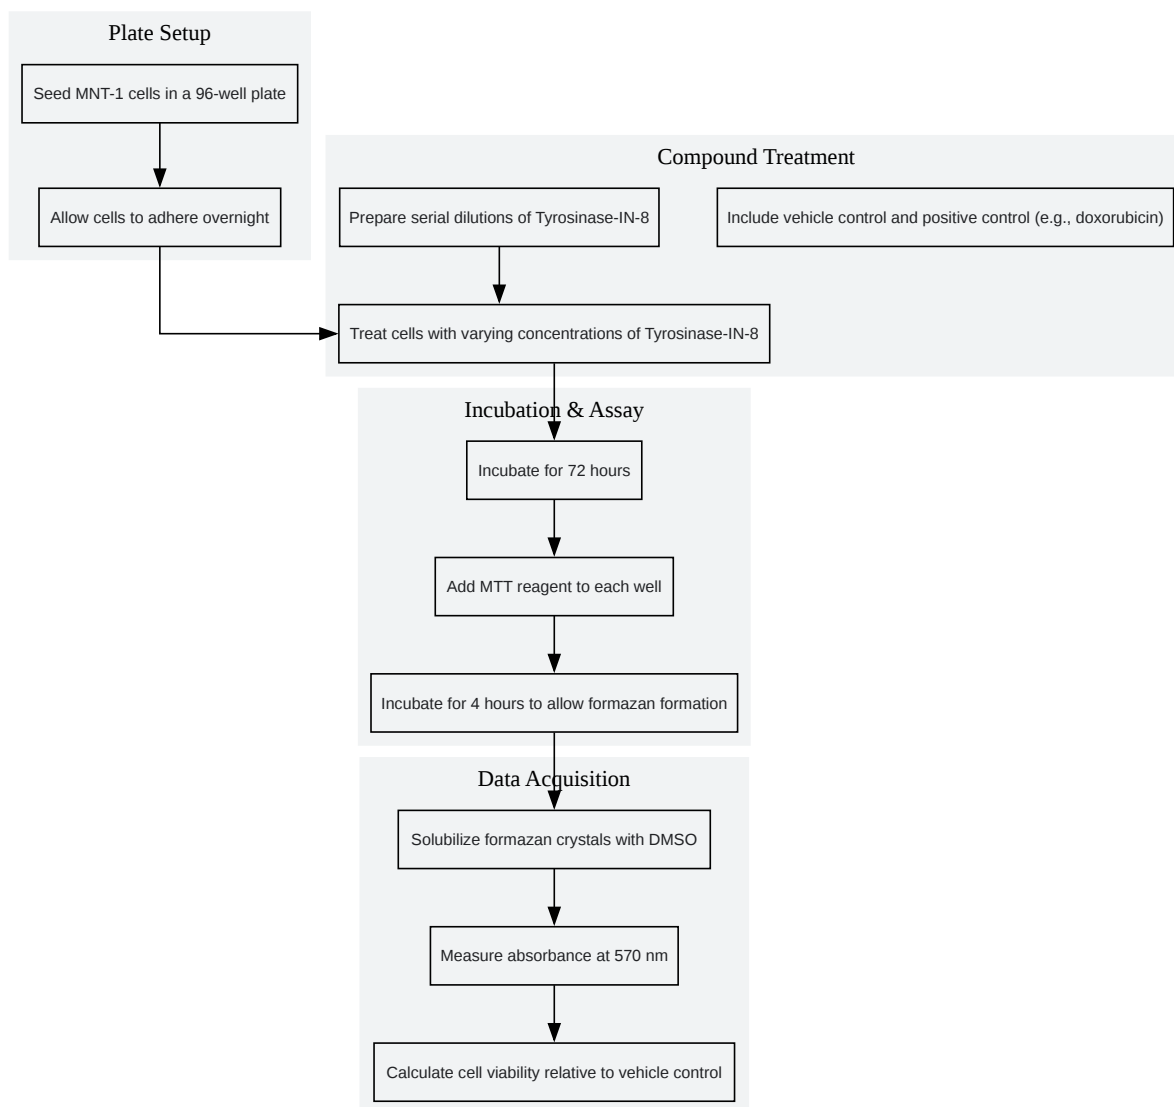 Plate Setup
Seed MNT-1 cells in a 96-well plate
Allow cells to adhere overnight
Compound Treatment
Prepare serial dilutions of Tyrosinase-IN-8
Include vehicle control and positive control (e.g., doxorubicin)
Treat cells with varying concentrations of Tyrosinase-IN-8
Incubation & Assay
Incubate for 72 hours
Add MTT reagent to each well
Incubate for 4 hours to allow formazan formation
Data Acquisition
Solubilize formazan crystals with DMSO
Measure absorbance at 570 nm
Calculate cell viability relative to vehicle control